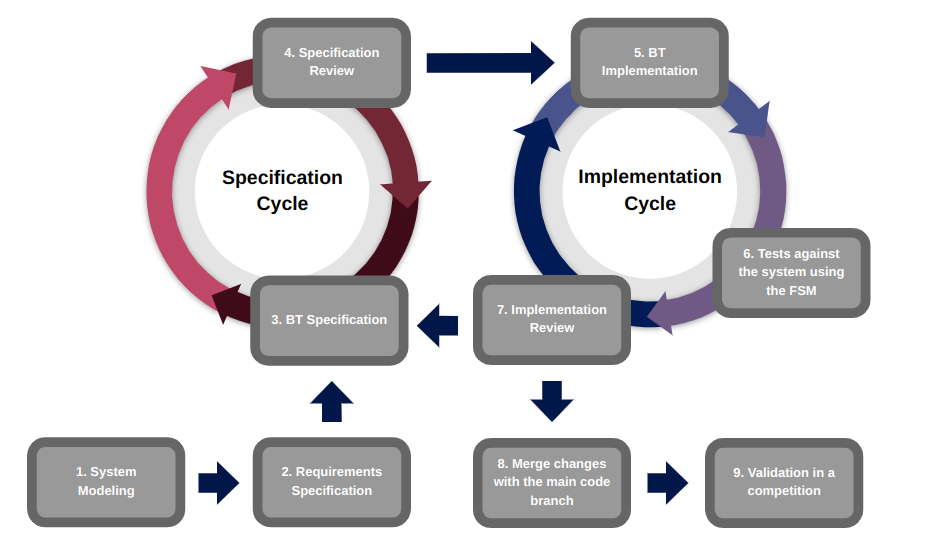 4. Specification
Review
5. BT
Implementation
Specification
Cycle
Implementation
Cycle
6. Tests against
the system using
the FSM
3. BT Specification
7. Implementation
Review
1. System
Modeling
2. Requirements
Specification
8. Merge changes
with the main code
branch
9. Validation in a
competition